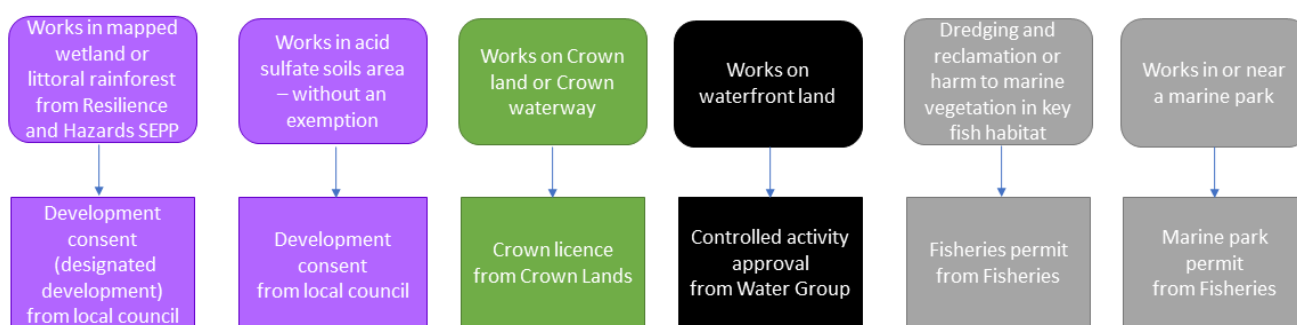 Works in mapped
wetland or
littoral rainforest
from Resilience
and Hazards SEPP
Works in acid
sulfate soils area
– without an
exemption
Works on Crown
land or Crown
waterway
Works on
waterfront land
Dredging and
reclamation or
harm to marine
vegetation in key
fish habitat
Works in or near
a marine park
Development
consent
(designated
development)
from local council
Development
consent
from local council
Crown licence
from Crown Lands
Controlled activity
approval
from Water Group
Fisheries permit
from Fisheries
Marine park
permit
from Fisheries